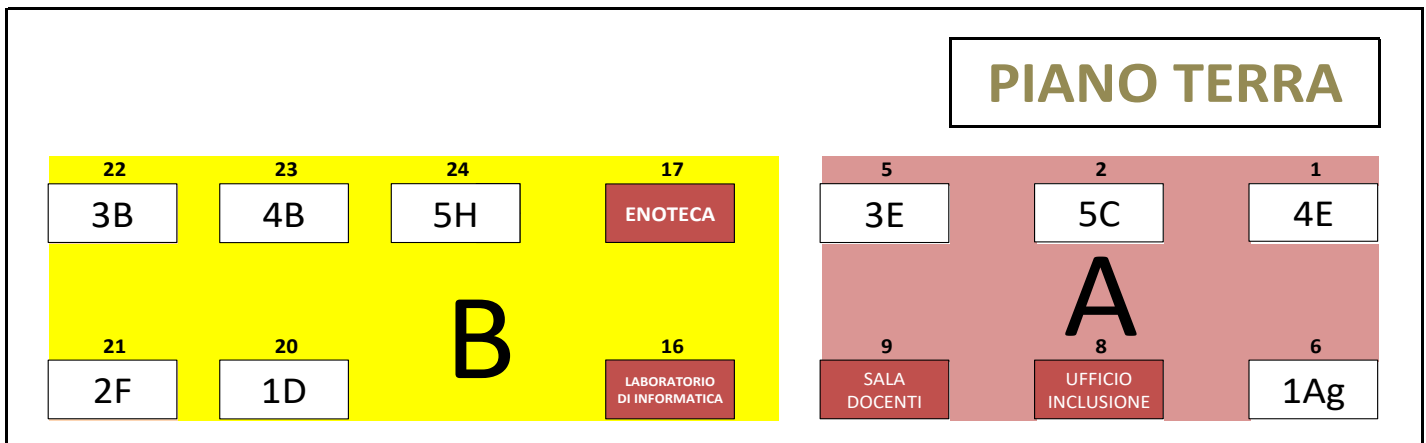 PIANO TERRA
22 23 24 17 5 2 1
3B 4B 5H ENOTECA 3E 5C 4E
B A
21 20 16 9 8 6
2F 1D LABORATORIO DI INFORMATICA SALA DOCENTI UFFICIO INCLUSIONE 1Ag